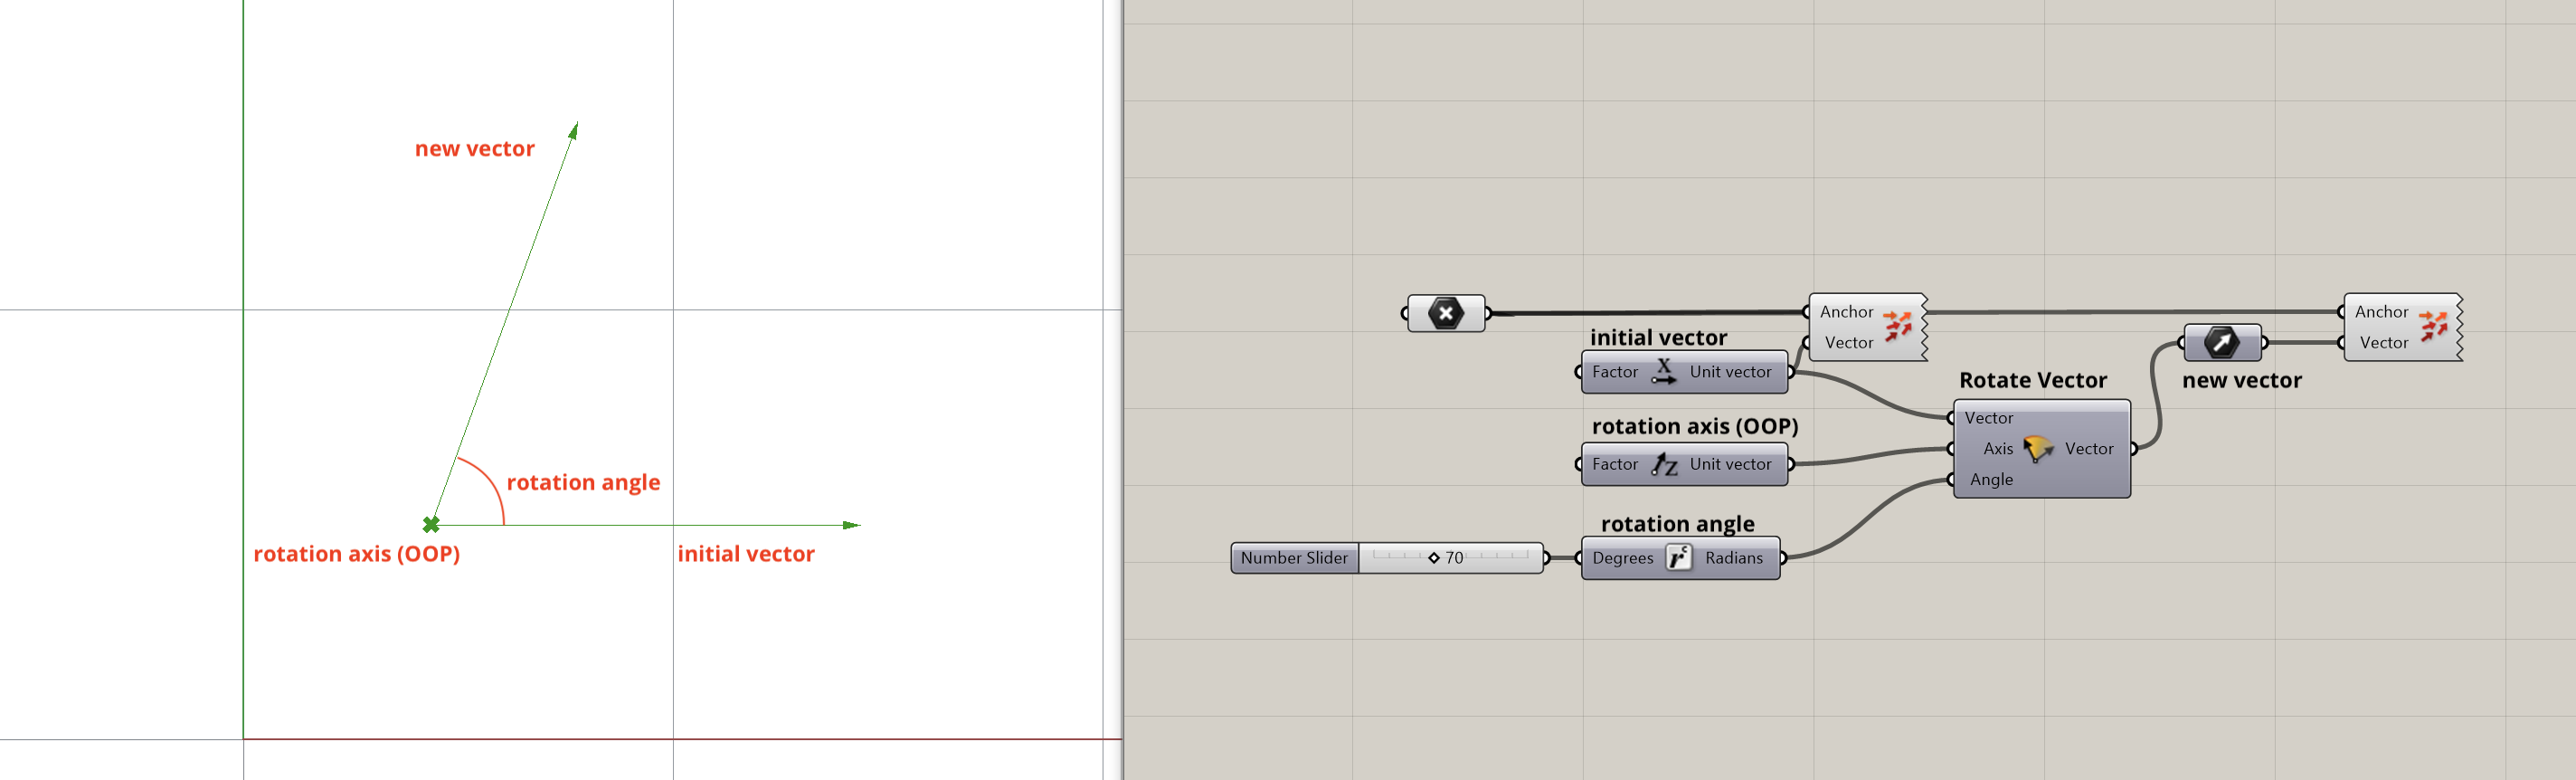 new vector
rotation angle
rotation axis (OOP)
initial vector
Anchor
Vector
Anchor
Vector
initial vector
Factor X Unit vector
new vector
Rotate Vector
Vector
Axis Vector
Angle
rotation axis (OOP)
Factor Z Unit vector
rotation angle
Number Slider 70
Degrees rc Radians